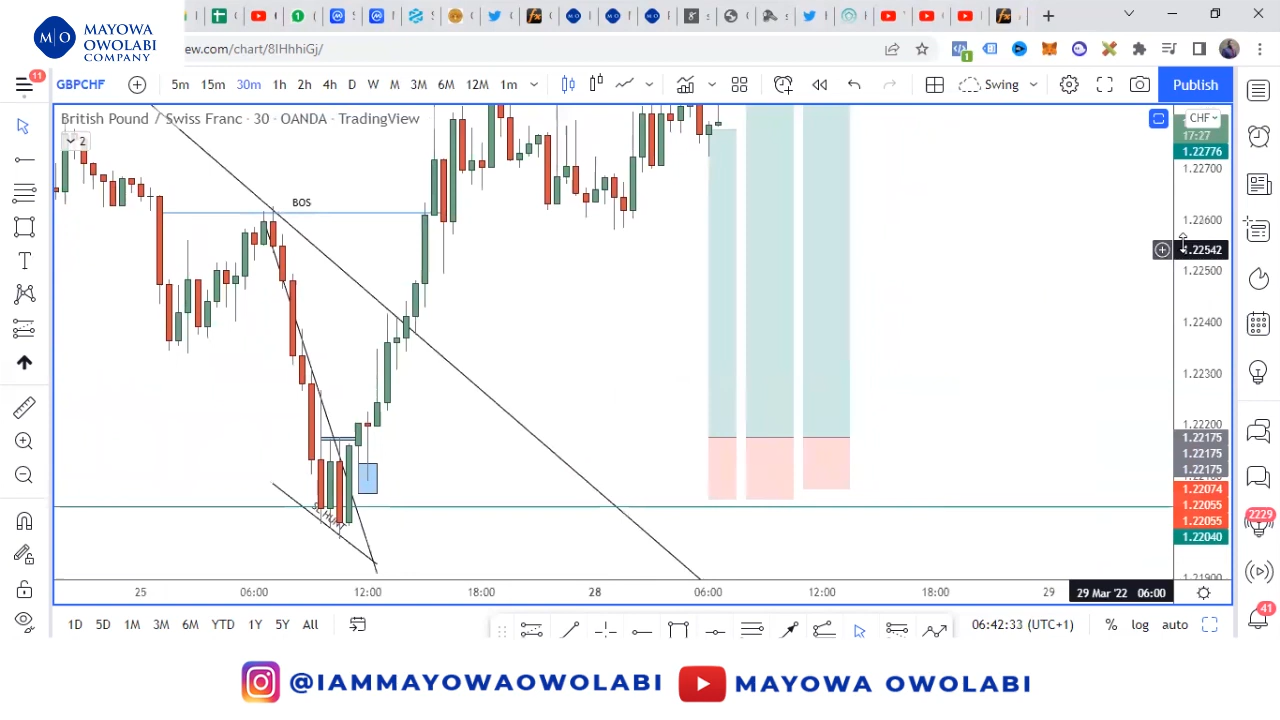 M|O
MAYOWA
OWOLABI
COMPANY
ew.com/chart/8IHhhiGj/
1
11
GBPCHF
5m 15m 30m 1h 2h 4h D W M 3M 6M 12M 1m
Swing
Publish
British Pound / Swiss Franc · 30 · OANDA · TradingView
2
CHF
17:27
1.22776
1.22700
BOS
1.22600
1.22542
1.22500
1.22400
1.22300
1.22200
1.22175
1.22175
1.22175
1.22074
1.22055
1.22055
1.22040
1.21900
2229
25 06:00 12:00 18:00 28 06:00 12:00 18:00 29 29 Mar '22 06:00
41
1D 5D 1M 3M 6M YTD 1Y 5Y All
06:42:33 (UTC+1) % log auto
@IAMMAYOWAOWOLABI MAYOWA OWOLABI